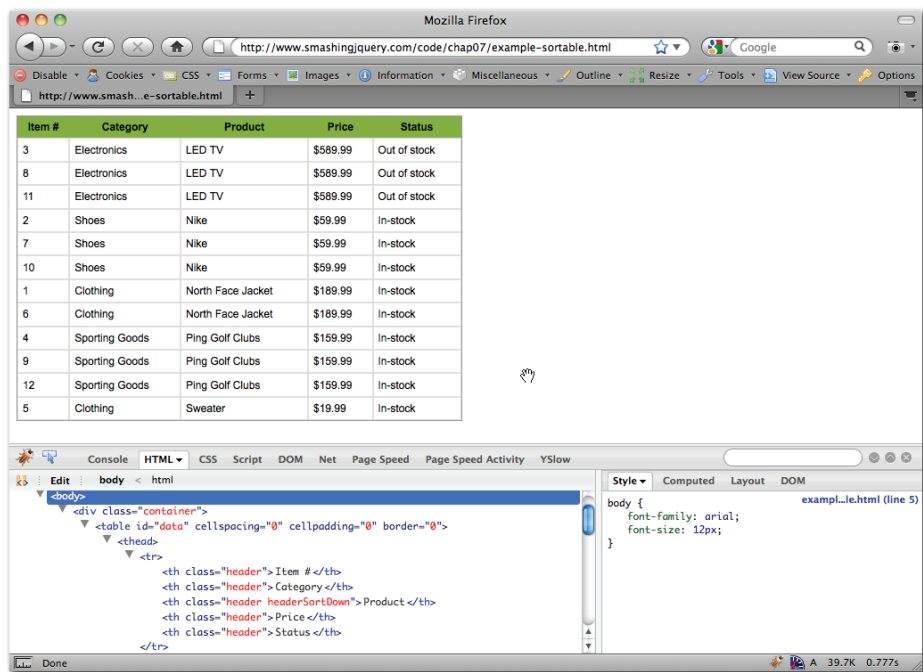 Mozilla Firefox
http://www.smashingjquery.com/code/chap07/example-sortable.html Google
Disable Cookies CSS Forms Images Information Miscellaneous Outline Resize Tools View Source Options
http://www.smash...e-sortable.html +
Item # Category Product Price Status
3 Electronics LED TV $589.99 Out of stock
8 Electronics LED TV $589.99 Out of stock
11 Electronics LED TV $589.99 Out of stock
2 Shoes Nike $59.99 In-stock
7 Shoes Nike $59.99 In-stock
10 Shoes Nike $59.99 In-stock
1 Clothing North Face Jacket $189.99 In-stock
6 Clothing North Face Jacket $189.99 In-stock
4 Sporting Goods Ping Golf Clubs $159.99 In-stock
9 Sporting Goods Ping Golf Clubs $159.99 In-stock
12 Sporting Goods Ping Golf Clubs $159.99 In-stock
5 Clothing Sweater $19.99 In-stock
Console HTML CSS Script DOM Net Page Speed Page Speed Activity YSlow
Edit body < html
<body>
<div class="container">
<table id="data" cellspacing="0" cellpadding="0" border="0">
<thead>
<tr>
<th class="header">Item #</th>
<th class="header">Category</th>
<th class="header headerSortDown">Product</th>
<th class="header">Price</th>
<th class="header">Status</th>
</tr>
Style Computed Layout DOM
body { exampl...le.html (line 5)
font-family: arial;
font-size: 12px;
}
Done A 39.7K 0.777s